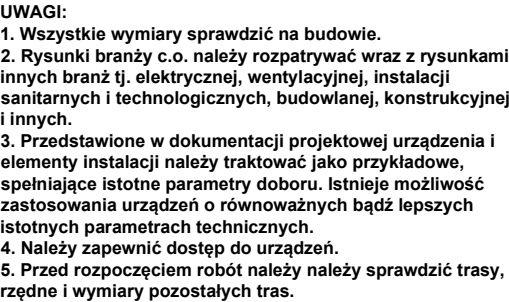 UWAGI:
1. Wszystkie wymiary sprawdzić na budowie.
2. Rysunki branży c.o. należy rozpatrywać wraz z rysunkami
innych branż tj. elektrycznej, wentylacyjnej, instalacji
sanitarnych i technologicznych, budowlanej, konstrukcyjnej
i innych.
3. Przedstawione w dokumentacji projektowej urządzenia i
elementy instalacji należy traktować jako przykładowe,
spełniające istotne parametry doboru. Istnieje możliwość
zastosowania urządzeń o równoważnych bądź lepszych
istotnych parametrach technicznych.
4. Należy zapewnić dostęp do urządzeń.
5. Przed rozpoczęciem robót należy należy sprawdzić trasy,
rzędne i wymiary pozostałych tras.